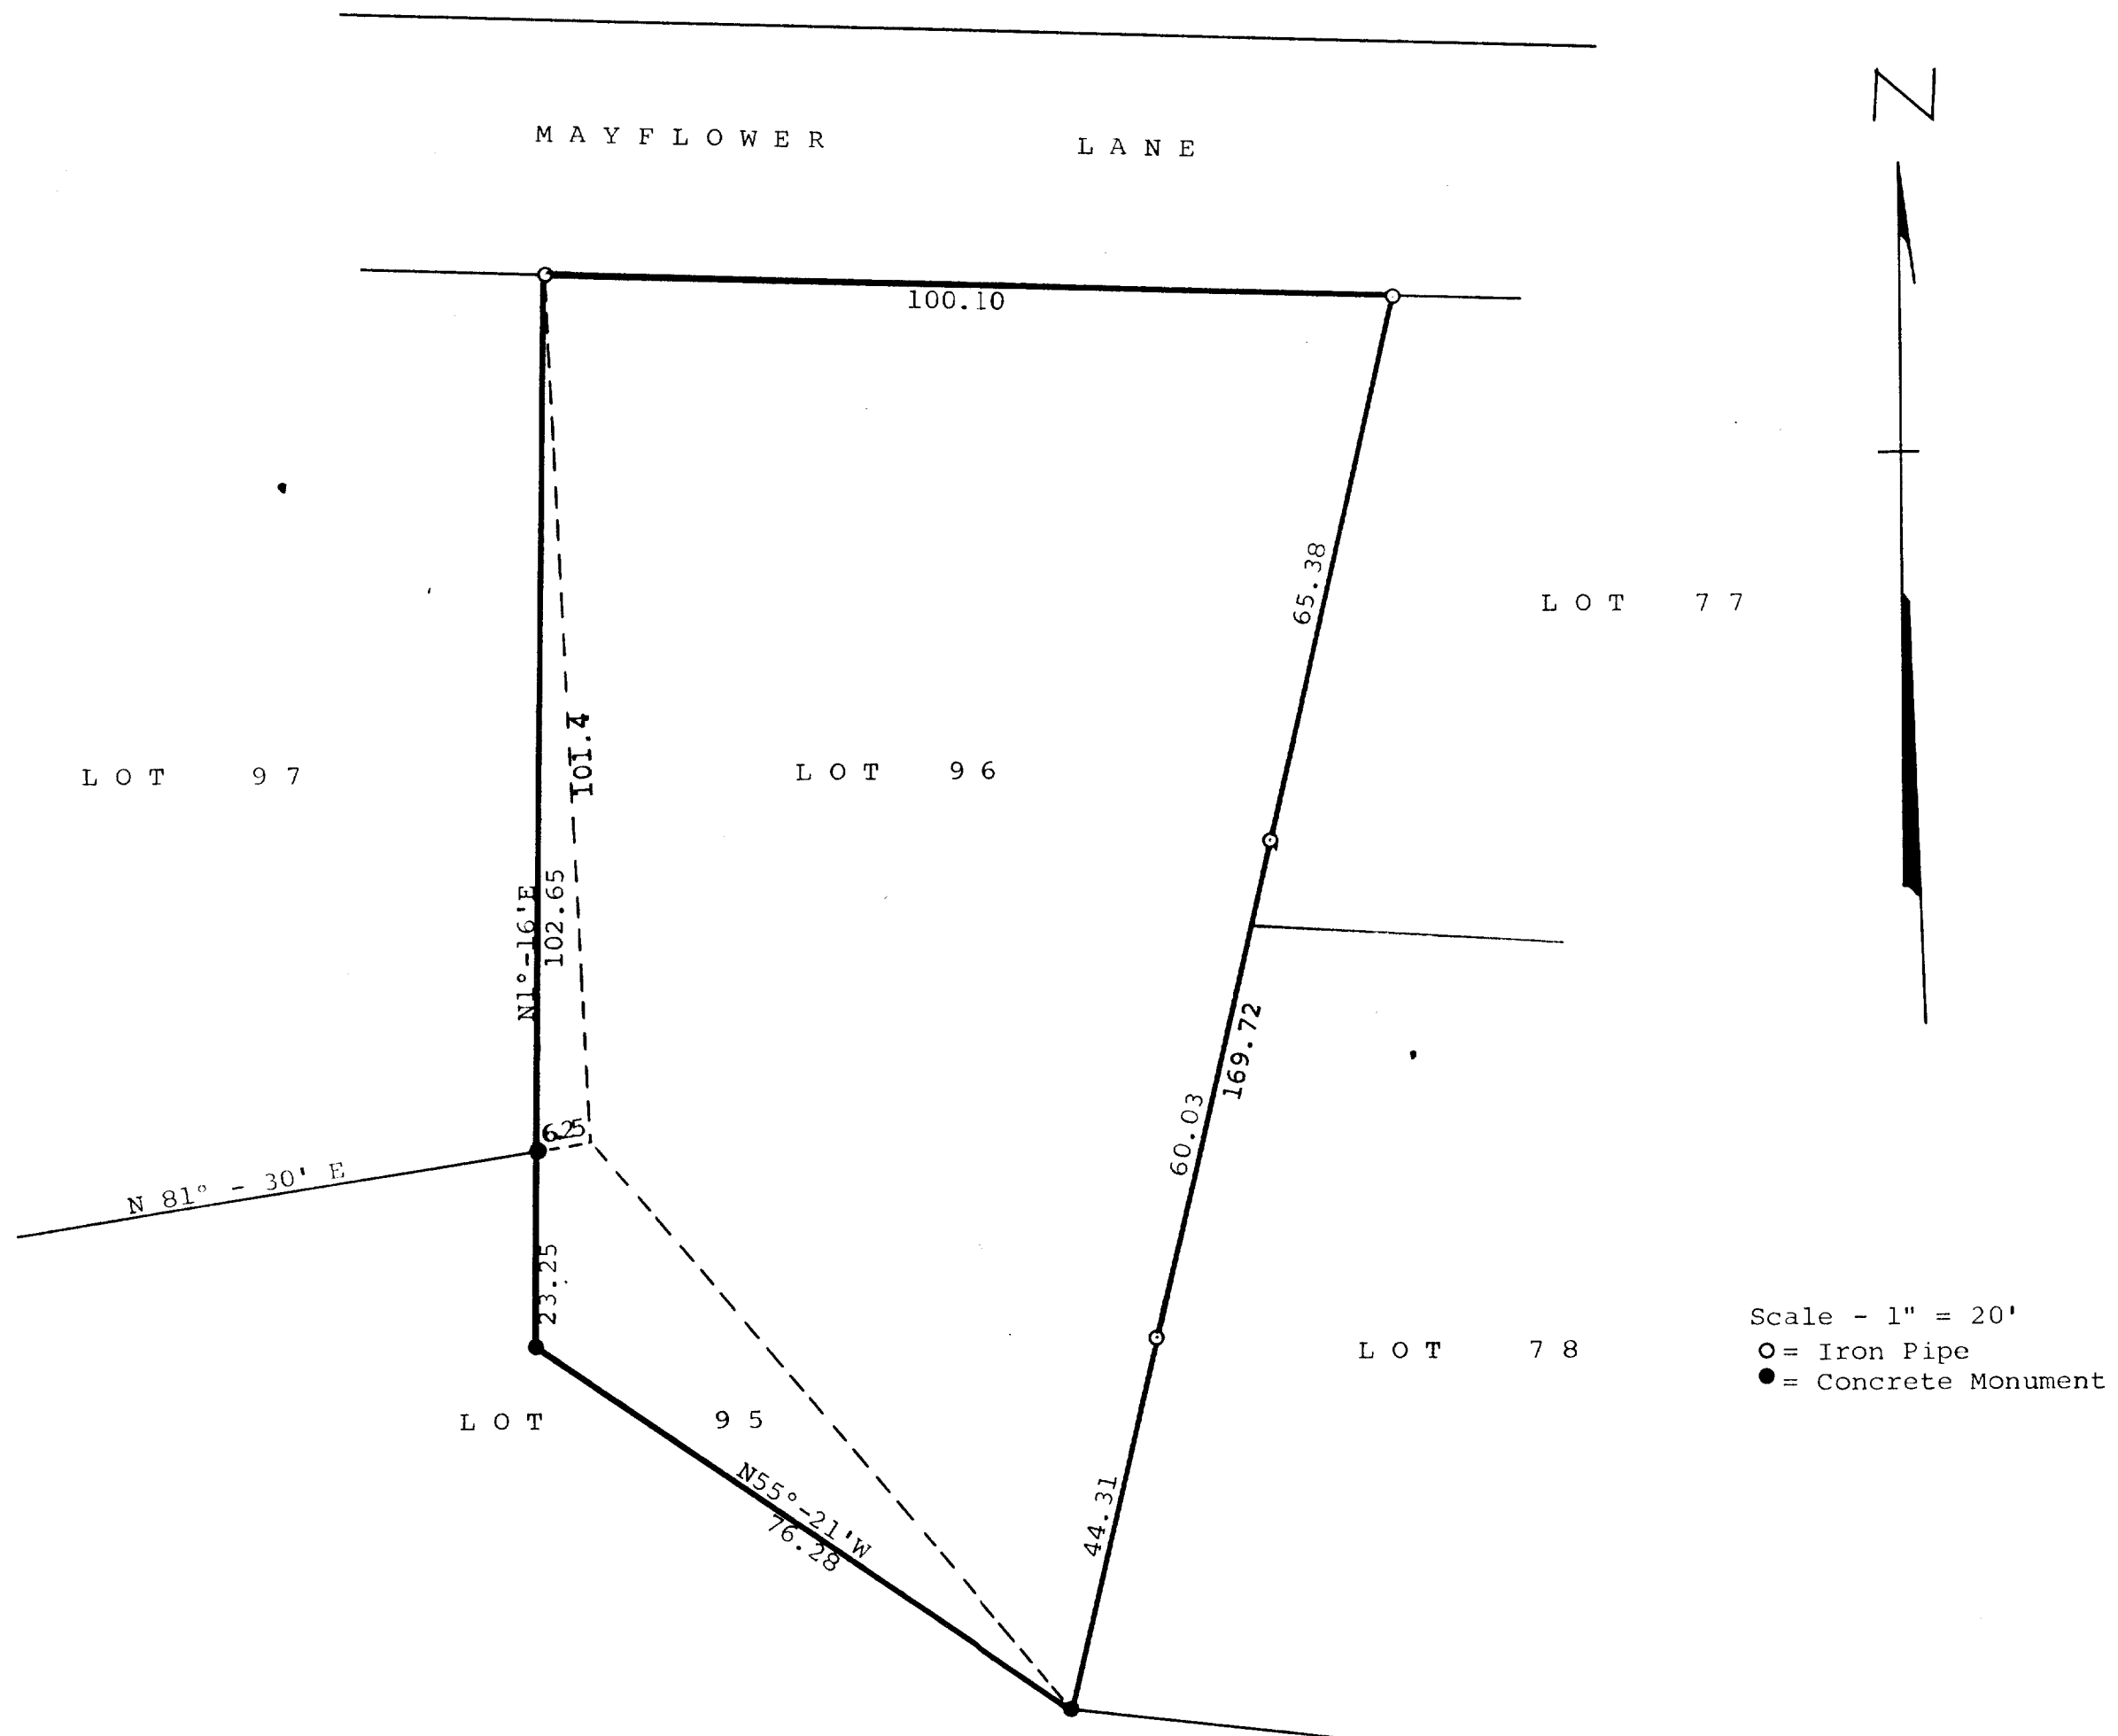 N
MAYFLOWER LANE
100.10
65.38
LOT 77
101.4
LOT 97
LOT 96
N1°-16'E
102.65
169.72
60.03
6.25
N 81° - 30' E
23.25
Scale - 1" = 20'
= Iron Pipe
= Concrete Monument
LOT 78
LOT 95
N55°-21'W
76.28
44.31